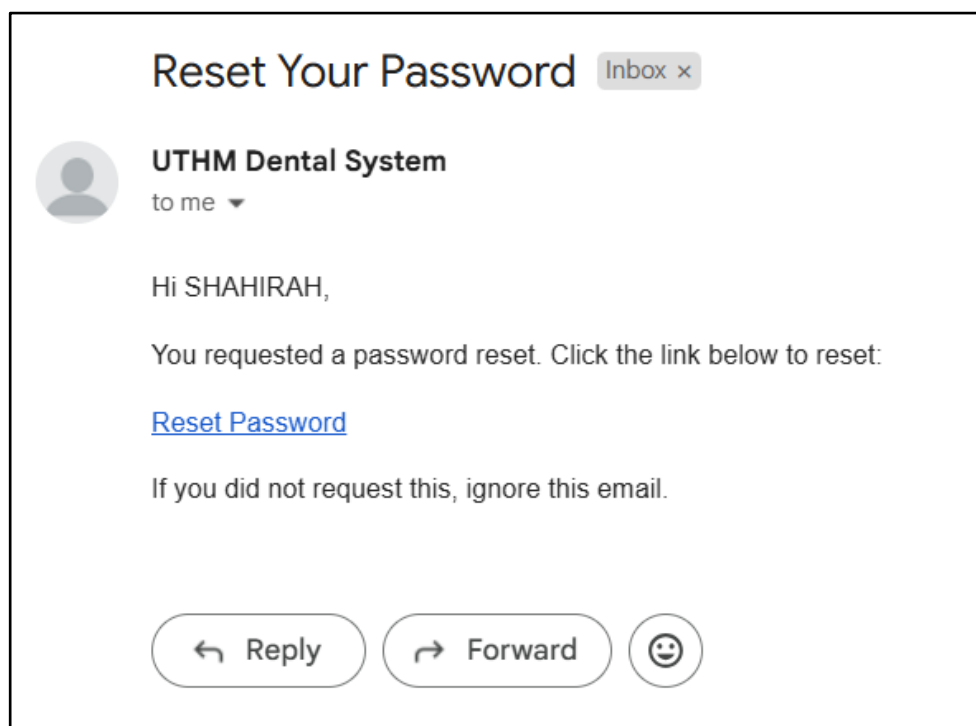 Reset Your Password Inbox ×
UTHM Dental System
to me
Hi SHAHIRAH,
You requested a password reset. Click the link below to reset:
Reset Password
If you did not request this, ignore this email.
Reply Forward